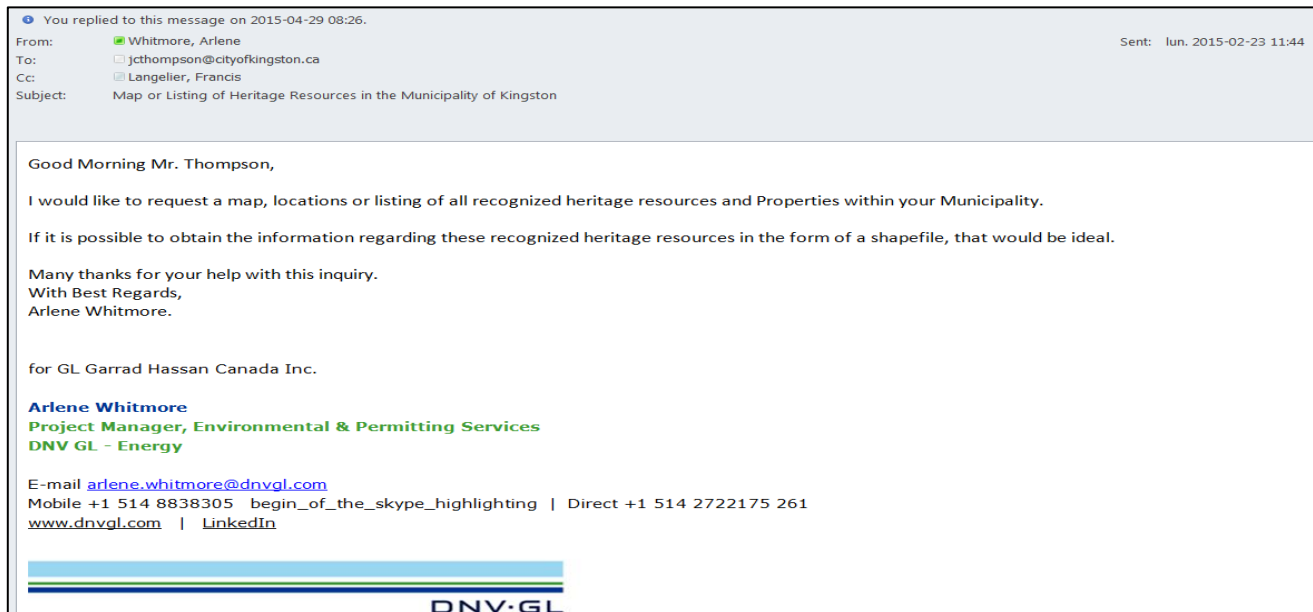 You replied to this message on 2015-04-29 08:26.
From: Whitmore, Arlene Sent: lun. 2015-02-23 11:44
To: jcthompson@cityofkingston.ca
Cc: Langelier, Francis
Subject: Map or Listing of Heritage Resources in the Municipality of Kingston
Good Morning Mr. Thompson,
I would like to request a map, locations or listing of all recognized heritage resources and Properties within your Municipality.
If it is possible to obtain the information regarding these recognized heritage resources in the form of a shapefile, that would be ideal.
Many thanks for your help with this inquiry.
With Best Regards,
Arlene Whitmore.
for GL Garrad Hassan Canada Inc.
Arlene Whitmore
Project Manager, Environmental & Permitting Services
DNV GL - Energy
E-mail arlene.whitmore@dnvgl.com
Mobile +1 514 8838305 begin_of_the_skype_highlighting | Direct +1 514 2722175 261
www.dnvgl.com | LinkedIn
DNV·GL